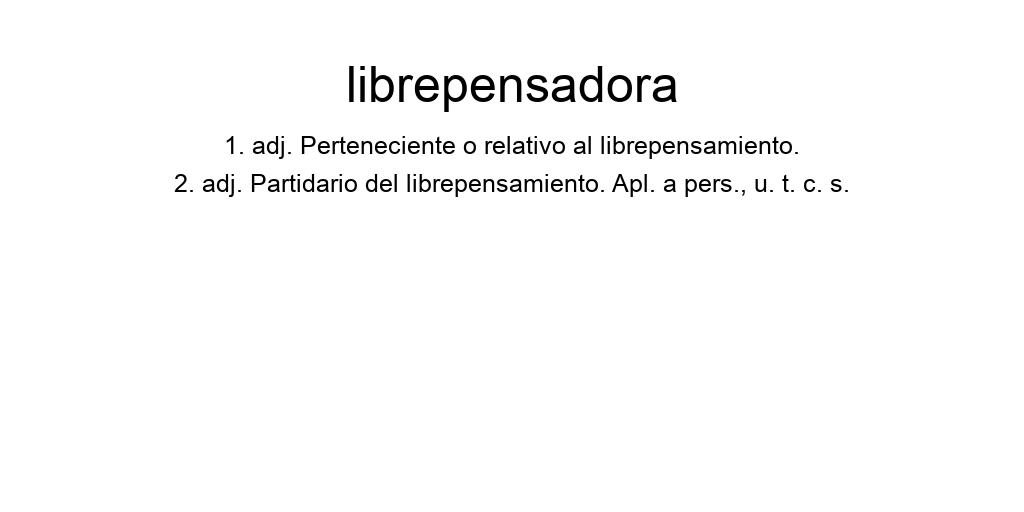 librepensadora
1. adj. Perteneciente o relativo al librepensamiento.
2. adj. Partidario del librepensamiento. Apl. a pers., u. t. c. s.